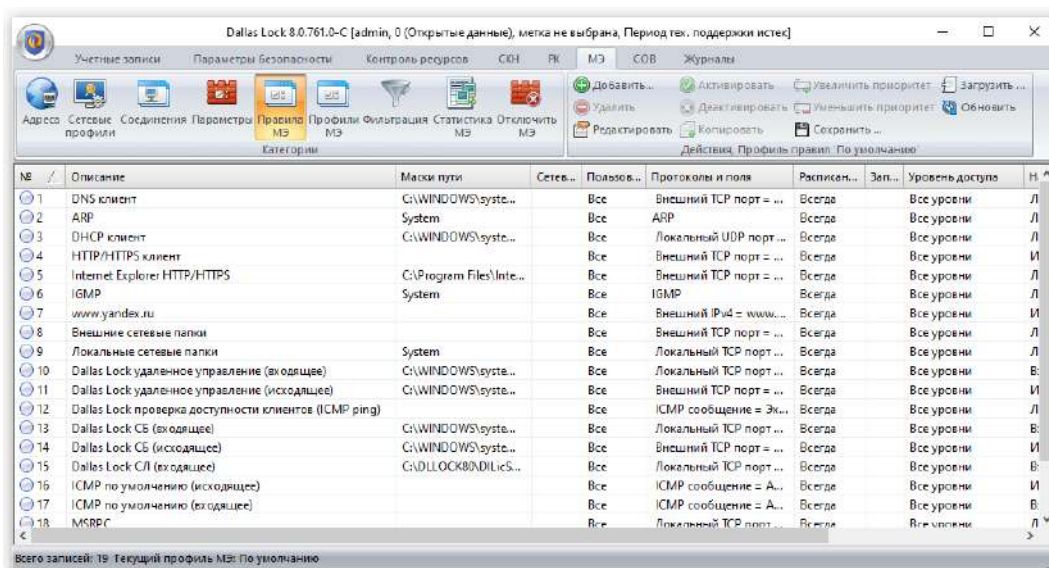 Dallas Lock 8.0.761.0-C [admin, 0 (Открытые данные), метка не выбрана, Период тех. поддержки истек]
Учетные записи Параметры безопасности Контроль ресурсов СКН РК МЭ СОВ Журналы
Адреса Сетевые профили Соединения Параметры Правила МЭ Профили МЭ Фильтрация Статистика МЭ Отключить МЭ
Категории
Добавить... Активировать Увеличить приоритет Загрузить ...
Удалить Деактивировать Уменьшить приоритет Обновить
Редактировать Копировать Сохранить ...
Действия, Профиль правил 'По умолчанию'
№ Описание Маски пути Сетев... Пользов... Протоколы и поля Расписан... Зап... Уровень доступа Н
1 DNS клиент C:\WINDOWS\syste... Все Внешний TCP порт = ... Всегда Все уровни Л
2 ARP System Все ARP Всегда Все уровни Л
3 DHCP клиент C:\WINDOWS\syste... Все Локальный UDP порт ... Всегда Все уровни Л
4 HTTP/HTTPS клиент Все Внешний TCP порт = ... Всегда Все уровни И
5 Internet Explorer HTTP/HTTPS C:\Program Files\Inte... Все Внешний TCP порт = ... Всегда Все уровни Л
6 IGMP System Все IGMP Всегда Все уровни Л
7 www.yandex.ru Все Внешний IPv4 = www.... Всегда Все уровни И
8 Внешние сетевые папки Все Внешний TCP порт = ... Всегда Все уровни Л
9 Локальные сетевые папки System Все Локальный TCP порт ... Всегда Все уровни Л
10 Dallas Lock удаленное управление (входящее) C:\WINDOWS\syste... Все Локальный TCP порт ... Всегда Все уровни В
11 Dallas Lock удаленное управление (исходящее) C:\WINDOWS\syste... Все Внешний TCP порт = ... Всегда Все уровни И
12 Dallas Lock проверка доступности клиентов (ICMP ping) Все ICMP сообщение = Эх... Всегда Все уровни Л
13 Dallas Lock СБ (входящее) C:\WINDOWS\syste... Все Локальный TCP порт ... Всегда Все уровни В
14 Dallas Lock СБ (исходящее) C:\WINDOWS\syste... Все Внешний TCP порт = ... Всегда Все уровни И
15 Dallas Lock СЛ (входящее) C:\DLLOCK80\DlLicS... Все Локальный TCP порт ... Всегда Все уровни В
16 ICMP по умолчанию (исходящее) Все ICMP сообщение = A... Всегда Все уровни И
17 ICMP по умолчанию (входящее) Все ICMP сообщение = A... Всегда Все уровни В
18 MSRPC Все Локальный TCP порт ... Всегда Все уровни Л
Всего записей: 19 Текущий профиль МЭ: По умолчанию